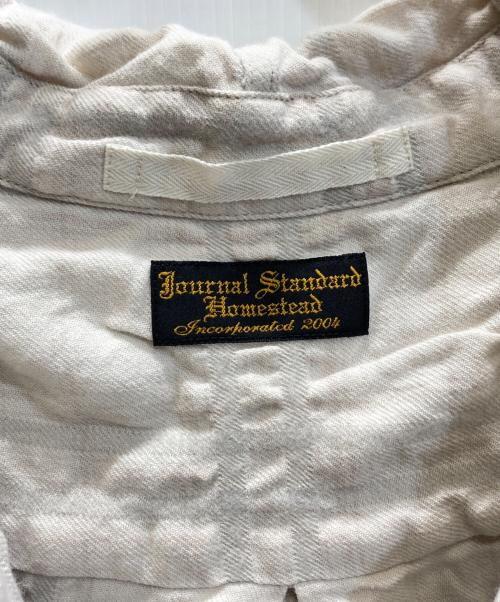 Journal Standard
Homestead
Incorporated 2004